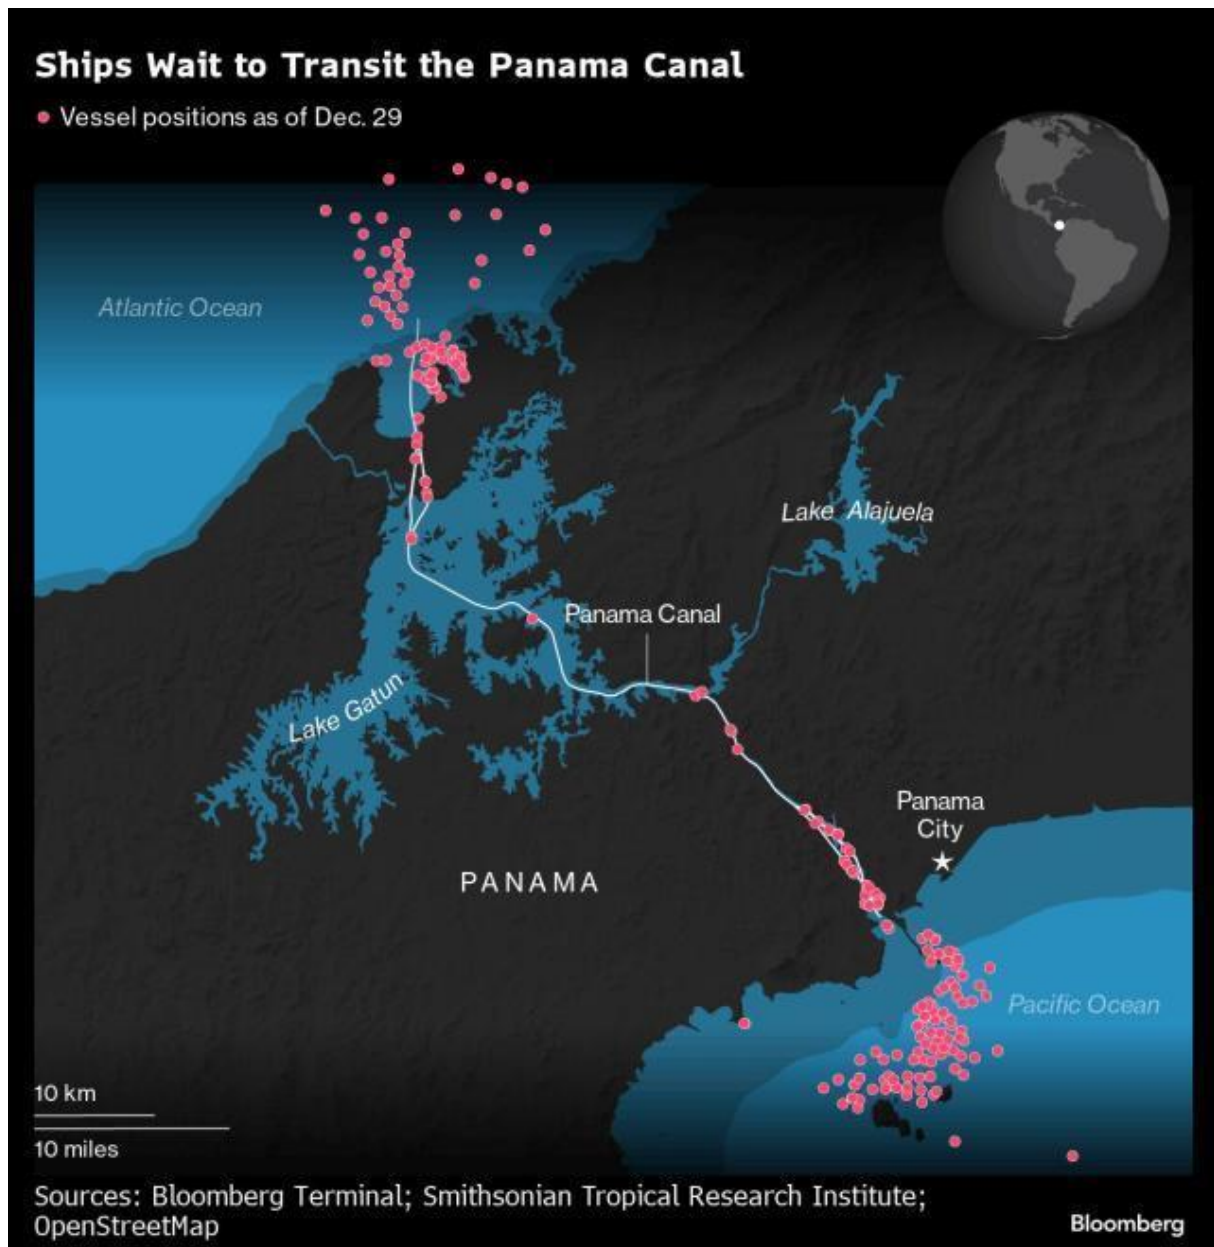 Ships Wait to Transit the Panama Canal
Vessel positions as of Dec. 29
Atlantic Ocean
Lake Alajuela
Panama Canal
Lake Gatun
Panama
City
PANAMA
Pacific Ocean
10 km
10 miles
Sources: Bloomberg Terminal; Smithsonian Tropical Research Institute;
OpenStreetMap
Bloomberg